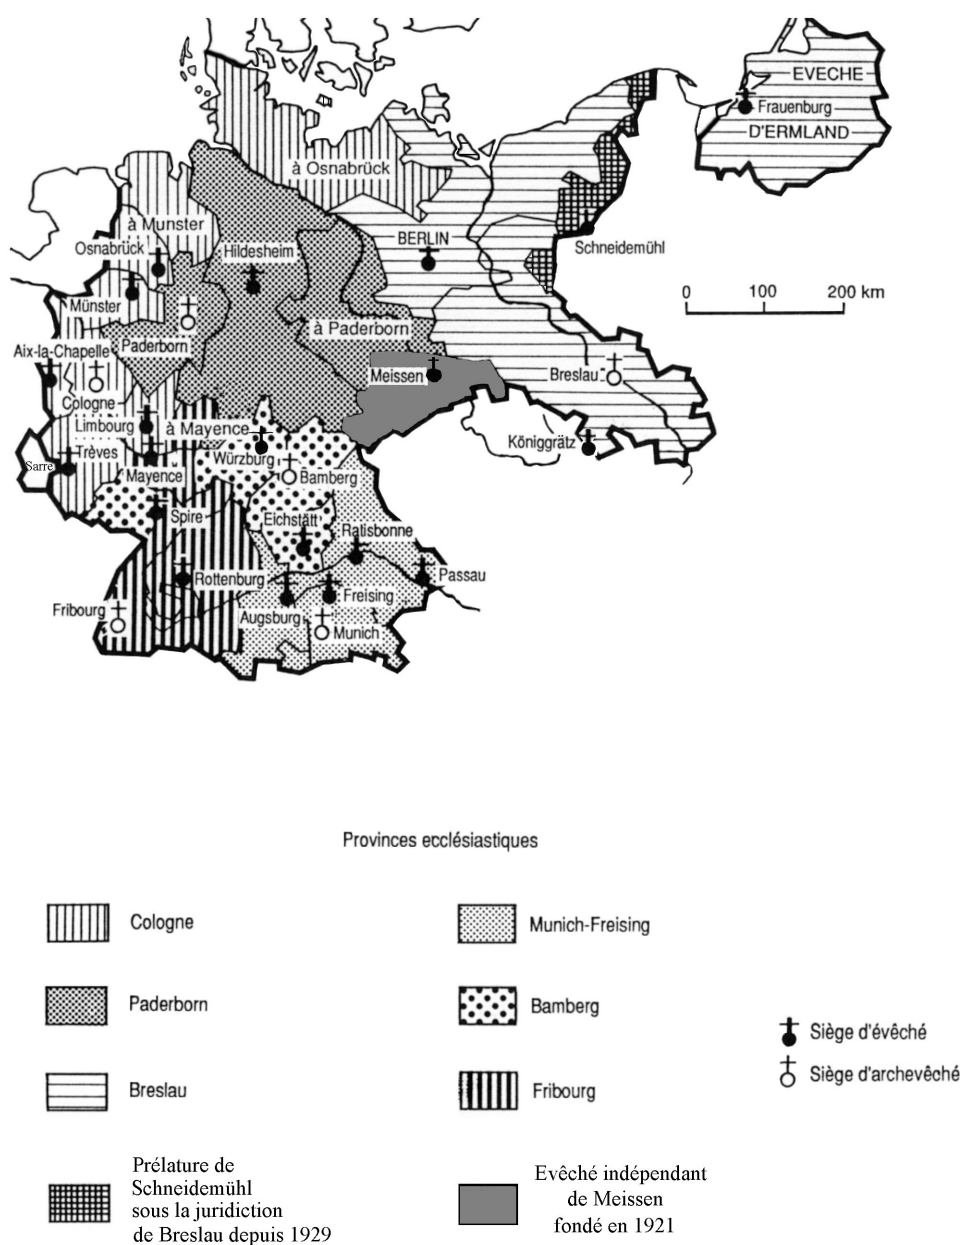 EVECHE
Frauenburg
D'ERMLAND
à Osnabrück
à Munster
Osnabrück
Hildesheim
BERLIN
Schneidemühl
Münster
0 100 200 km
Paderborn
à Paderborn
Aix-la-Chapelle
Meissen
Breslau
Cologne
Limbourg
à Mayence
Königgrätz
Trèves
Würzburg
Sarre
Mayence
Bamberg
Spire
Eichstätt
Ratisbonne
Rottenburg
Passau
Fribourg
Augsburg
Freising
Munich
Provinces ecclésiastiques
Cologne
Paderborn
Breslau
Prélature de
Schneidemühl
sous la juridiction
de Breslau depuis 1929
Munich-Freising
Bamberg
Fribourg
Evêché indépendant
de Meissen
fondé en 1921
Siège d'évêché
Siège d'archevêché